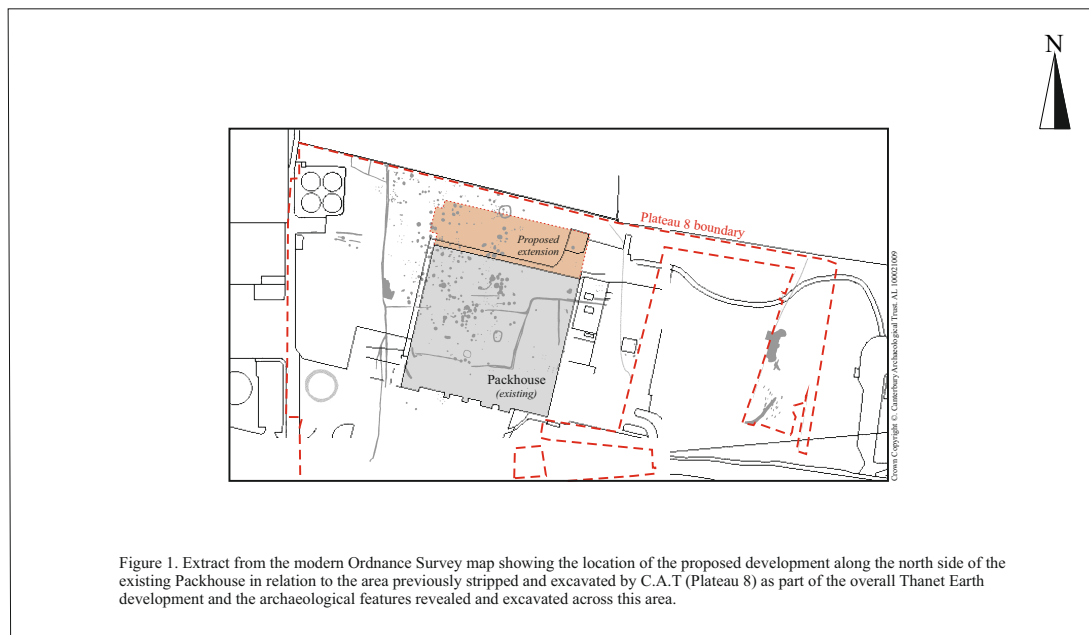 N
Plateau 8 boundary
Proposed
extension
Packhouse
(existing)
Crown Copyright ©. Canterbury Archaeological Trust, AL 100021009
Figure 1. Extract from the modern Ordnance Survey map showing the location of the proposed development along the north side of the
existing Packhouse in relation to the area previously stripped and excavated by C.A.T (Plateau 8) as part of the overall Thanet Earth
development and the archaeological features revealed and excavated across this area.